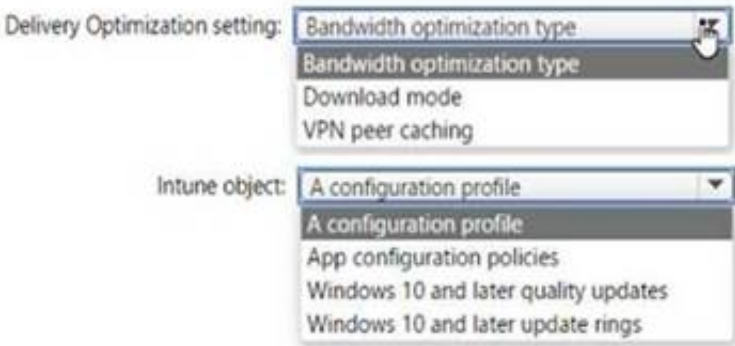 Delivery Optimization setting: Bandwidth optimization type
Bandwidth optimization type
Download mode
VPN peer caching
Intune object: A configuration profile
A configuration profile
App configuration policies
Windows 10 and later quality updates
Windows 10 and later update rings